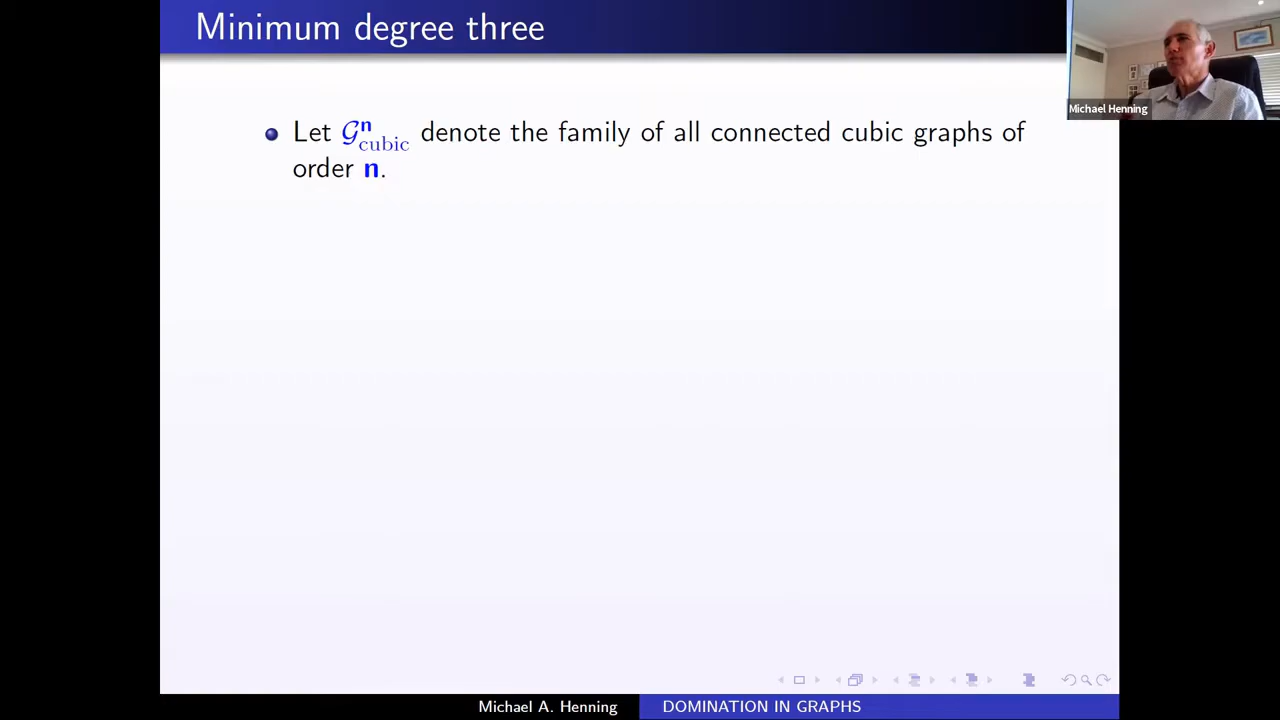 Minimum degree three
Michael Henning
Let 𝒢ⁿcubic denote the family of all connected cubic graphs of
order n.
Michael A. Henning DOMINATION IN GRAPHS